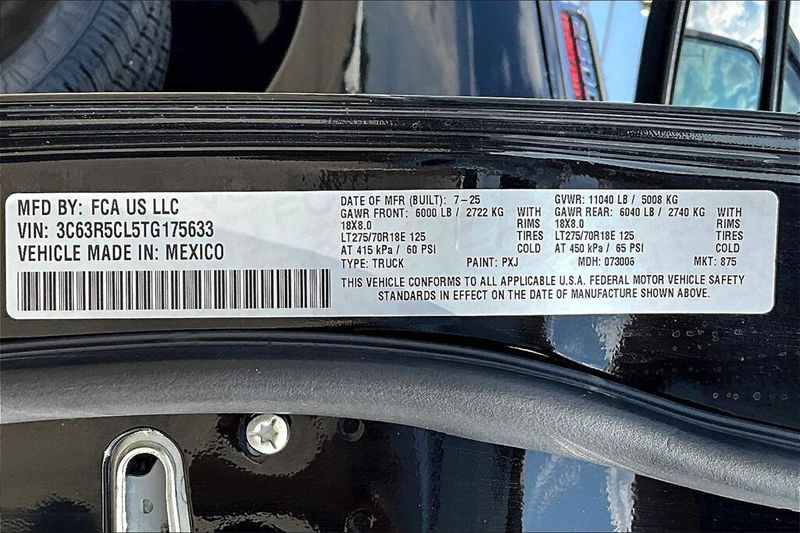 MFD BY: FCA US LLC
VIN: 3C63R5CL5TG175633
VEHICLE MADE IN MEXICO
DATE OF MFR (BUILT): 7-25 GVWR: 11040 LB / 5008 KG
GAWR FRONT: 6000 LB / 2722 KG WITH GAWR REAR: 6040 LB / 2740 KG WITH
18X8.0 RIMS 18X8.0 RIMS
LT275/70R18E 125 TIRES LT275/70R18E 125 TIRES
AT 415 kPa / 60 PSI COLD AT 450 kPa / 65 PSI COLD
TYPE: TRUCK PAINT: PXJ MDH: 073006 MKT: 875
THIS VEHICLE CONFORMS TO ALL APPLICABLE U.S.A. FEDERAL MOTOR VEHICLE SAFETY
STANDARDS IN EFFECT ON THE DATE OF MANUFACTURE SHOWN ABOVE.